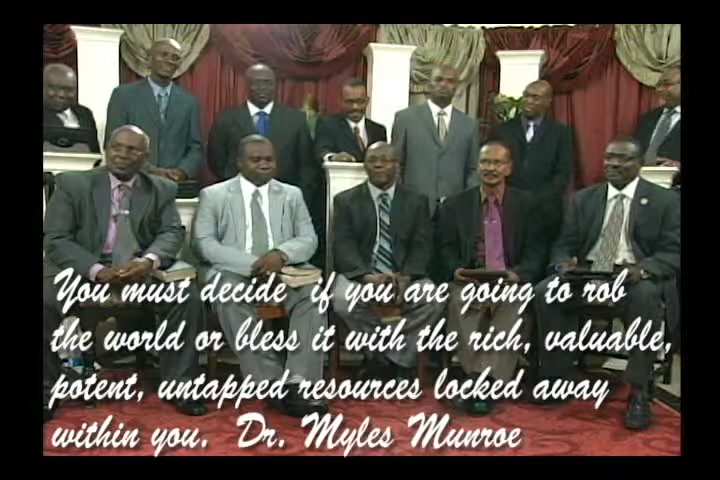 You must decide if you are going to rob
the world or bless it with the rich, valuable,
potent, untapped resources locked away
within you. Dr. Myles Munroe